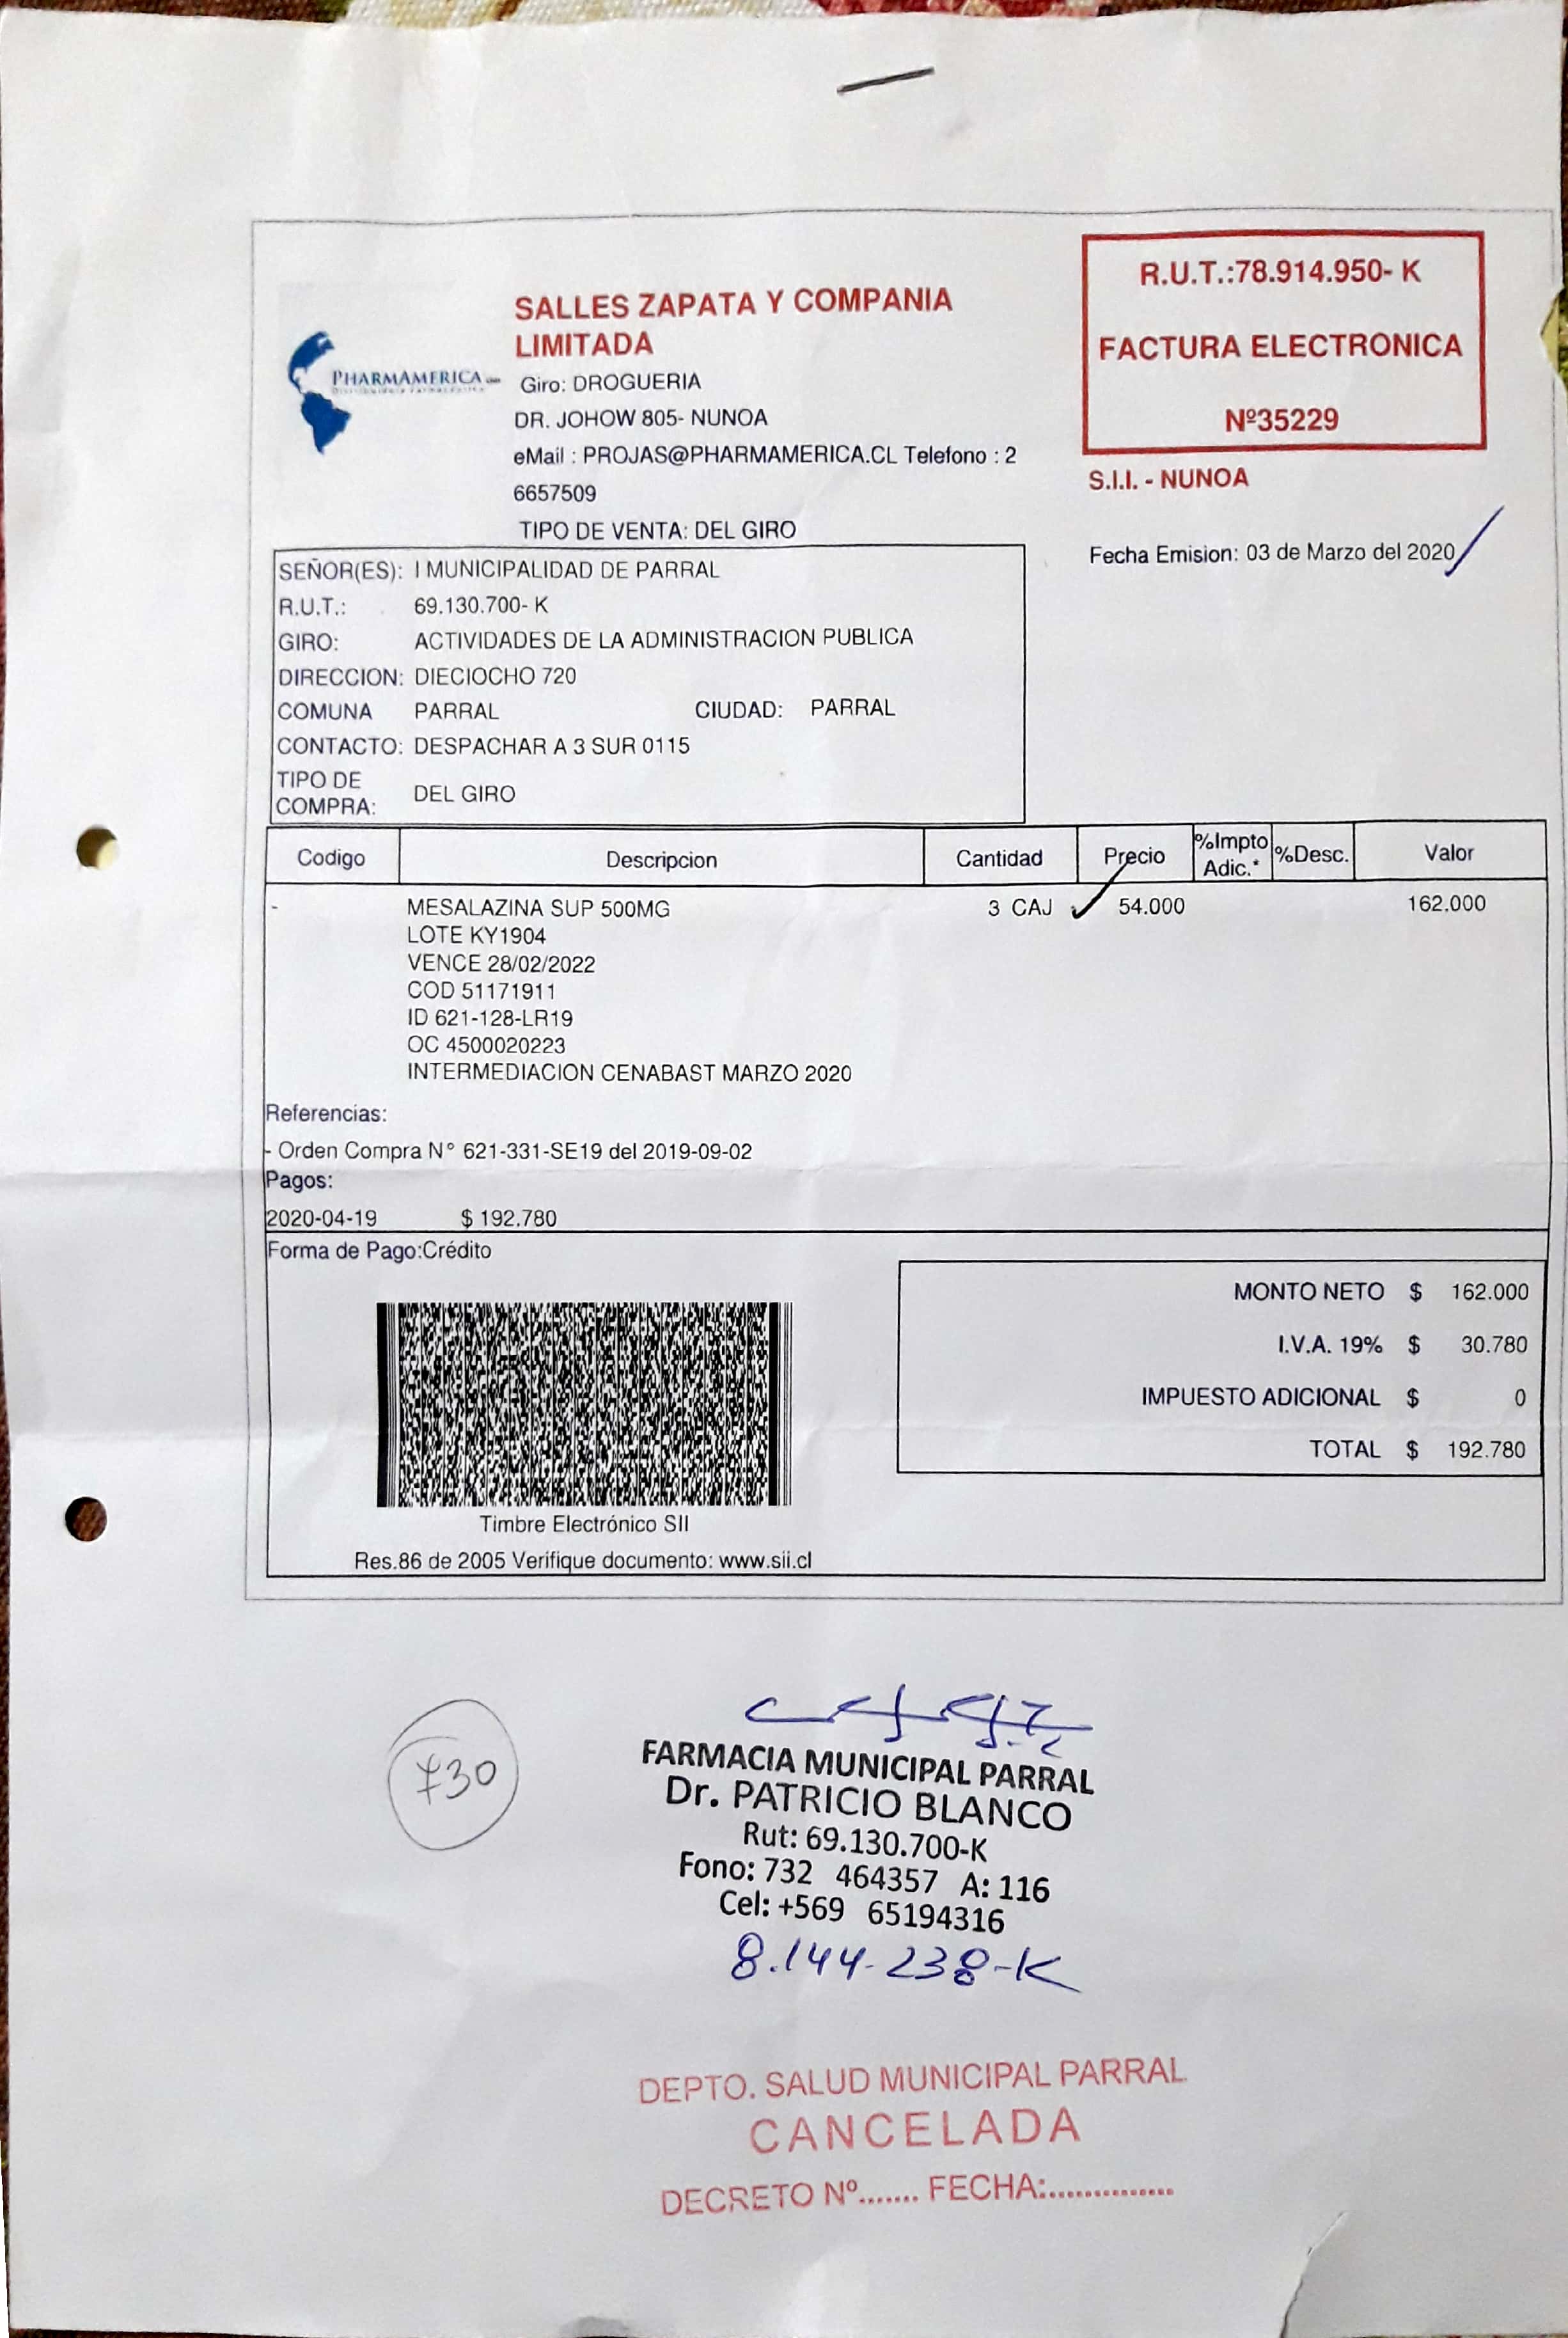 R.U.T.:78.914.950- K
FACTURA ELECTRONICA
Nº35229
S.I.I. - NUNOA
Fecha Emision: 03 de Marzo del 2020
PHARMAMERICA
SALLES ZAPATA Y COMPANIA
LIMITADA
Giro: DROGUERIA
DR. JOHOW 805- NUNOA
eMail : PROJAS@PHARMAMERICA.CL Telefono : 2
6657509
TIPO DE VENTA: DEL GIRO
SEÑOR(ES): I MUNICIPALIDAD DE PARRAL
R.U.T.: 69.130.700- K
GIRO: ACTIVIDADES DE LA ADMINISTRACION PUBLICA
DIRECCION: DIECIOCHO 720
COMUNA PARRAL CIUDAD: PARRAL
CONTACTO: DESPACHAR A 3 SUR 0115
TIPO DE
COMPRA: DEL GIRO
Codigo Descripcion Cantidad Precio %Impto Adic.* %Desc. Valor
- MESALAZINA SUP 500MG 3 CAJ 54.000 162.000
LOTE KY1904
VENCE 28/02/2022
COD 51171911
ID 621-128-LR19
OC 4500020223
INTERMEDIACION CENABAST MARZO 2020
Referencias:
- Orden Compra N° 621-331-SE19 del 2019-09-02
Pagos:
2020-04-19 $ 192.780
Forma de Pago:Crédito
MONTO NETO $ 162.000
I.V.A. 19% $ 30.780
IMPUESTO ADICIONAL $ 0
TOTAL $ 192.780
Timbre Electrónico SII
Res.86 de 2005 Verifique documento: www.sii.cl
730
FARMACIA MUNICIPAL PARRAL
Dr. PATRICIO BLANCO
Rut: 69.130.700-K
Fono: 732 464357 A: 116
Cel: +569 65194316
8.144-238-K
DEPTO. SALUD MUNICIPAL PARRAL
CANCELADA
DECRETO Nº....... FECHA:...............